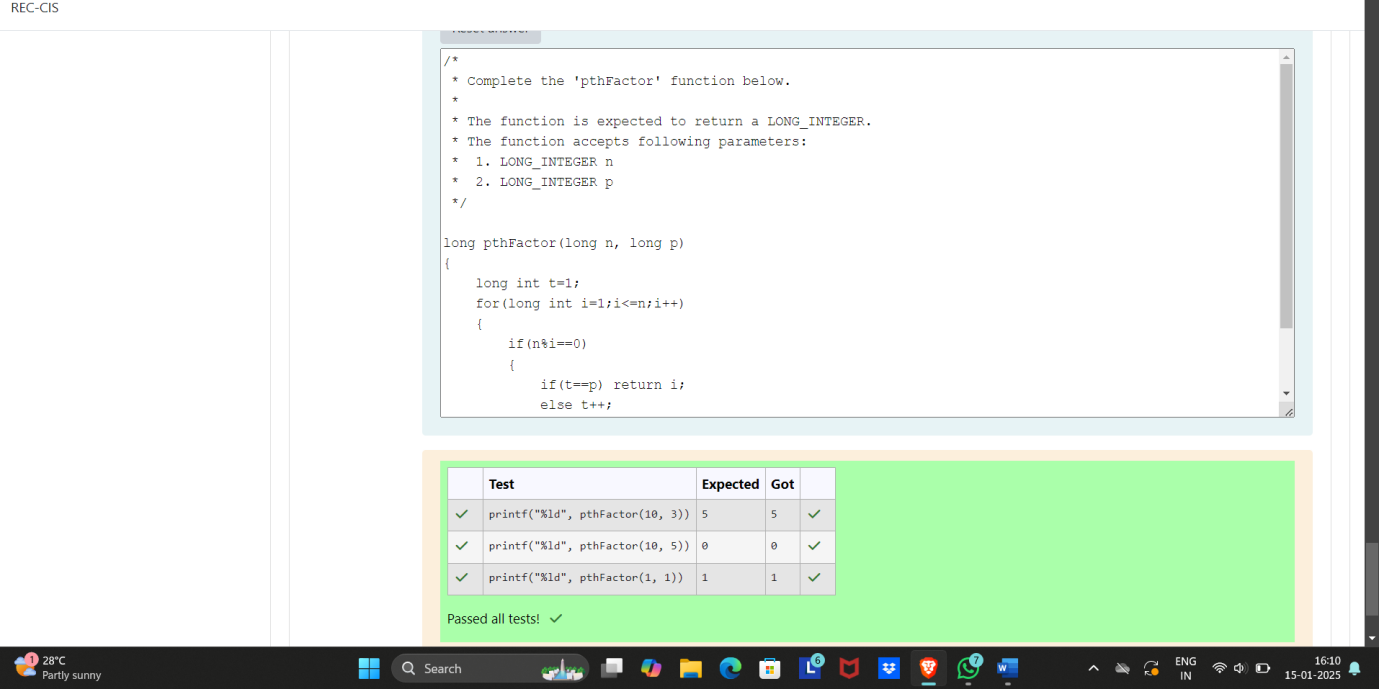 REC-CIS
/*
* Complete the 'pthFactor' function below.
*
* The function is expected to return a LONG_INTEGER.
* The function accepts following parameters:
*  1. LONG_INTEGER n
*  2. LONG_INTEGER p
*/
long pthFactor(long n, long p)
{
long int t=1;
for(long int i=1;i<=n;i++)
{
if(n%i==0)
{
if(t==p) return i;
else t++;
Test Expected Got
printf("%ld", pthFactor(10, 3)) 5 5
printf("%ld", pthFactor(10, 5)) 0 0
printf("%ld", pthFactor(1, 1)) 1 1
Passed all tests!
1
28°C
Partly sunny
Search
L
6
7
W
ENG
IN
16:10
15-01-2025